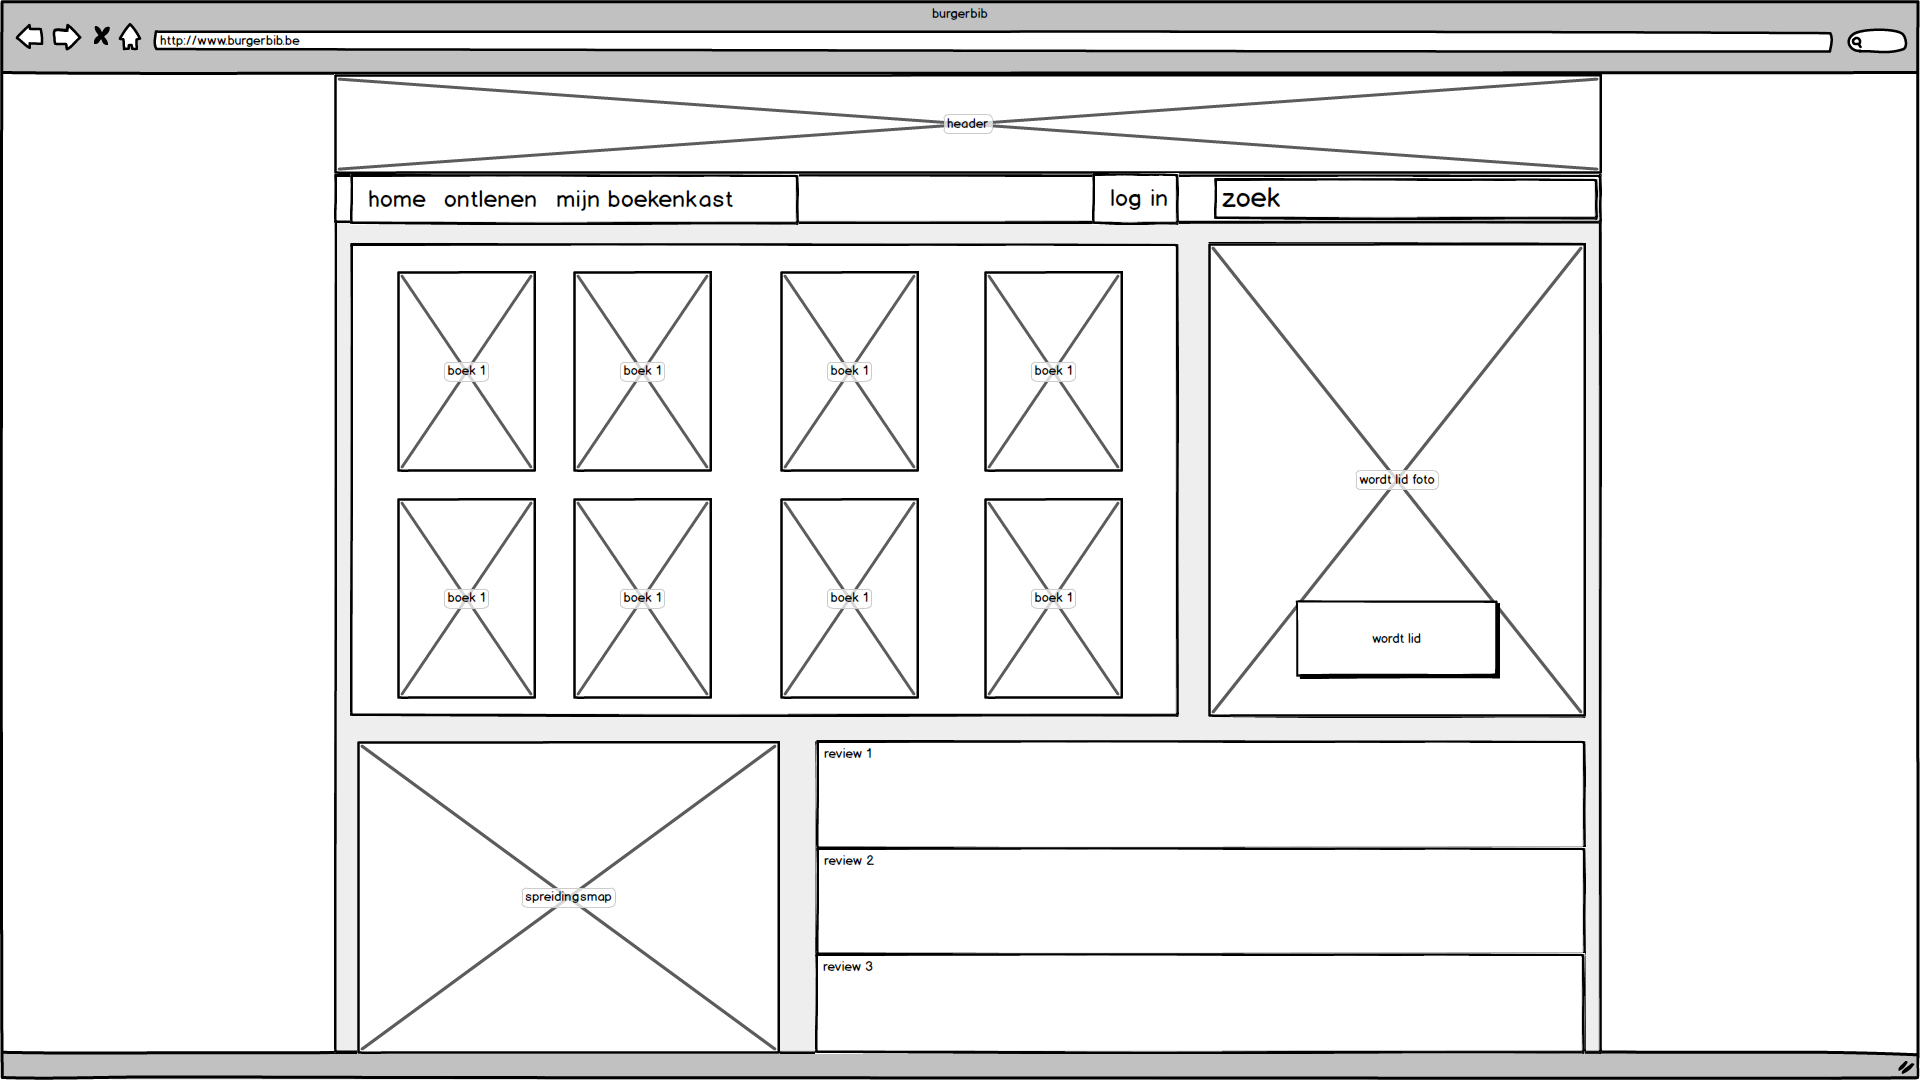 burgerbib
http://www.burgerbib.be
header
home ontlenen mijn boekenkast log in zoek
boek 1 boek 1 boek 1 boek 1
wordt lid foto
boek 1 boek 1 boek 1 boek 1
wordt lid
review 1
review 2
spreidingsmap
review 3